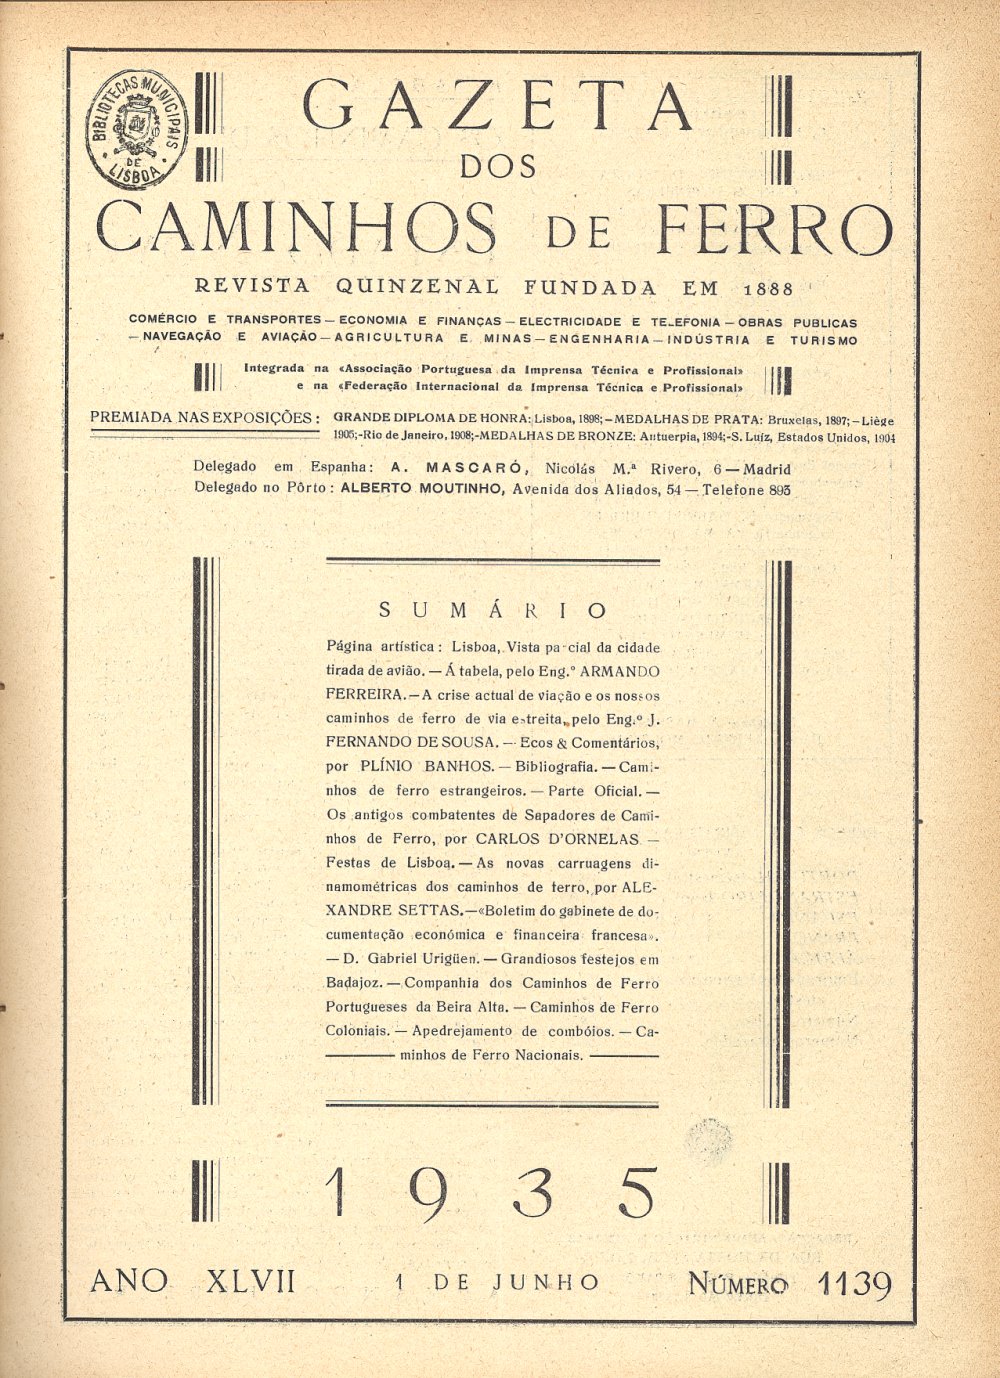 BIBLIOTECAS MUNICIPAIS
DE
LISBOA
GAZETA
DOS
CAMINHOS DE FERRO
REVISTA QUINZENAL FUNDADA EM 1888
COMÉRCIO E TRANSPORTES — ECONOMIA E FINANÇAS — ELECTRICIDADE E TELEFONIA — OBRAS PUBLICAS
— NAVEGAÇÃO E AVIAÇÃO — AGRICULTURA E MINAS — ENGENHARIA — INDÚSTRIA E TURISMO
Integrada na «Associação Portuguesa da Imprensa Técnica e Profissional»
e na «Federação Internacional da Imprensa Técnica e Profissional»
PREMIADA NAS EXPOSIÇÕES : GRANDE DIPLOMA DE HONRA: Lisboa, 1898; — MEDALHAS DE PRATA: Bruxelas, 1897; — Liège
1905;-Rio de Janeiro, 1908;-MEDALHAS DE BRONZE: Antuerpia, 1894;-S. Luiz, Estados Unidos, 1904
Delegado em Espanha: A. MASCARÓ, Nicolás M.ª Rivero, 6 — Madrid
Delegado no Pôrto : ALBERTO MOUTINHO, Avenida dos Aliados, 54 — Telefone 893
SUMÁRIO
Página artística : Lisboa, Vista parcial da cidade
tirada de avião. — Á tabela, pelo Eng.º ARMANDO
FERREIRA. — A crise actual de viação e os nossos
caminhos de ferro de via estreita, pelo Eng.º J.
FERNANDO DE SOUSA. — Ecos & Comentários,
por PLÍNIO BANHOS. — Bibliografia. — Cami-
nhos de ferro estrangeiros. — Parte Oficial. —
Os antigos combatentes de Sapadores de Cami-
nhos de Ferro, por CARLOS D'ORNELAS —
Festas de Lisboa. — As novas carruagens di-
namométricas dos caminhos de ferro, por ALE-
XANDRE SETTAS. — «Boletim do gabinete de do-
cumentação económica e financeira francesa».
— D. Gabriel Urigüen. — Grandiosos festejos em
Badajoz. — Companhia dos Caminhos de Ferro
Portugueses da Beira Alta. — Caminhos de Ferro
Coloniais. — Apedrejamento de combóios. — Ca-
minhos de Ferro Nacionais.
1935
ANO XLVII 1 DE JUNHO NÚMERO 1139